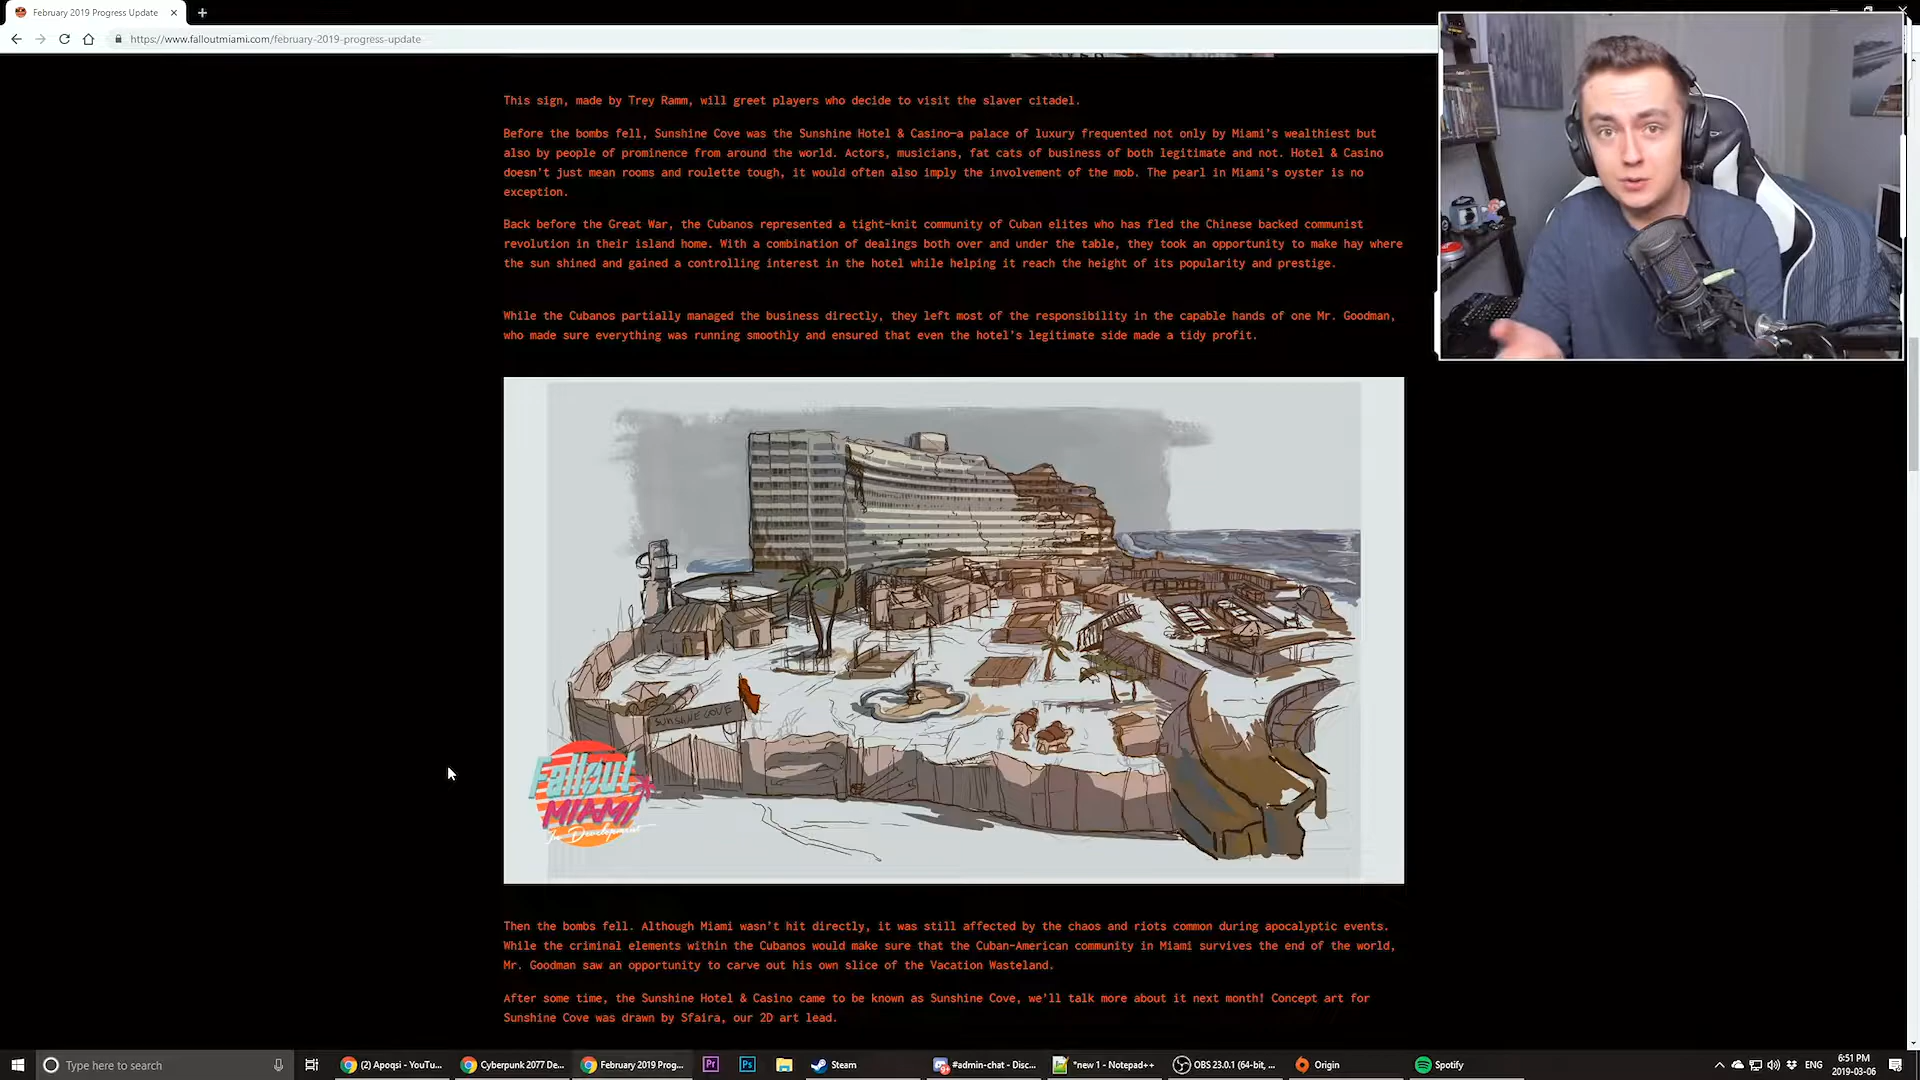 February 2019 Progress Update
https://www.falloutmiami.com/february-2019-progress-update
This sign, made by Trey Ramm, will greet players who decide to visit the slaver citadel.
Before the bombs fell, Sunshine Cove was the Sunshine Hotel & Casino—a palace of luxury frequented not only by Miami's wealthiest but
also by people of prominence from around the world. Actors, musicians, fat cats of business of both legitimate and not. Hotel & Casino
doesn't just mean rooms and roulette tough, it would often also imply the involvement of the mob. The pearl in Miami's oyster is no
exception.
Back before the Great War, the Cubanos represented a tight-knit community of Cuban elites who has fled the Chinese backed communist
revolution in their island home. With a combination of dealings both over and under the table, they took an opportunity to make hay where
the sun shined and gained a controlling interest in the hotel while helping it reach the height of its popularity and prestige.
While the Cubanos partially managed the business directly, they left most of the responsibility in the capable hands of one Mr. Goodman,
who made sure everything was running smoothly and ensured that even the hotel's legitimate side made a tidy profit.
SUNSHINE COVE
Fallout
MIAMI
In Development
Then the bombs fell. Although Miami wasn't hit directly, it was still affected by the chaos and riots common during apocalyptic events.
While the criminal elements within the Cubanos would make sure that the Cuban-American community in Miami survives the end of the world,
Mr. Goodman saw an opportunity to carve out his own slice of the Vacation Wasteland.
After some time, the Sunshine Hotel & Casino came to be known as Sunshine Cove, we'll talk more about it next month! Concept art for
Sunshine Cove was drawn by Sfaira, our 2D art lead.
Type here to search
(2) Apoqsi - YouTu...
Cyberpunk 2077 De...
February 2019 Prog...
Pr
Ps
Steam
#admin-chat - Disc...
*new 1 - Notepad++
OBS 23.0.1 (64-bit, ...
Origin
Spotify
ENG
6:51 PM
2019-03-06